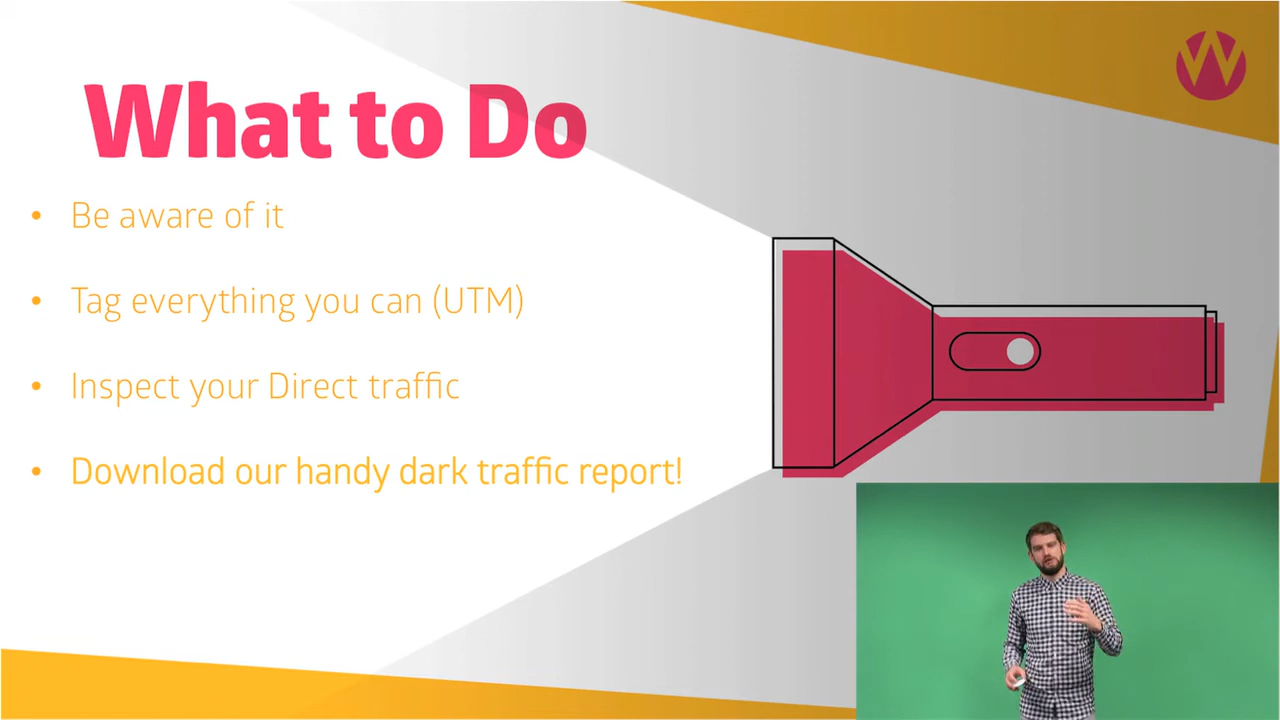 What to Do
• Be aware of it
• Tag everything you can (UTM)
• Inspect your Direct traffic
• Download our handy dark traffic report!